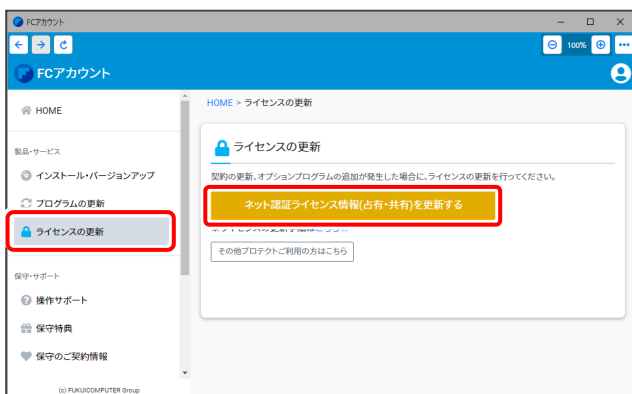 FCアカウント
100%
FCアカウント
HOME
HOME > ライセンスの更新
製品・サービス
インストール・バージョンアップ
プログラムの更新
ライセンスの更新
保守・サポート
操作サポート
保守特典
保守のご契約情報
(c) FUKUICOMPUTER Group
ライセンスの更新
契約の更新、オプションプログラムの追加が発生した場合に、ライセンスの更新を行ってください。
ネット認証ライセンス情報(占有・共有)を更新する
その他プロテクトご利用の方はこちら